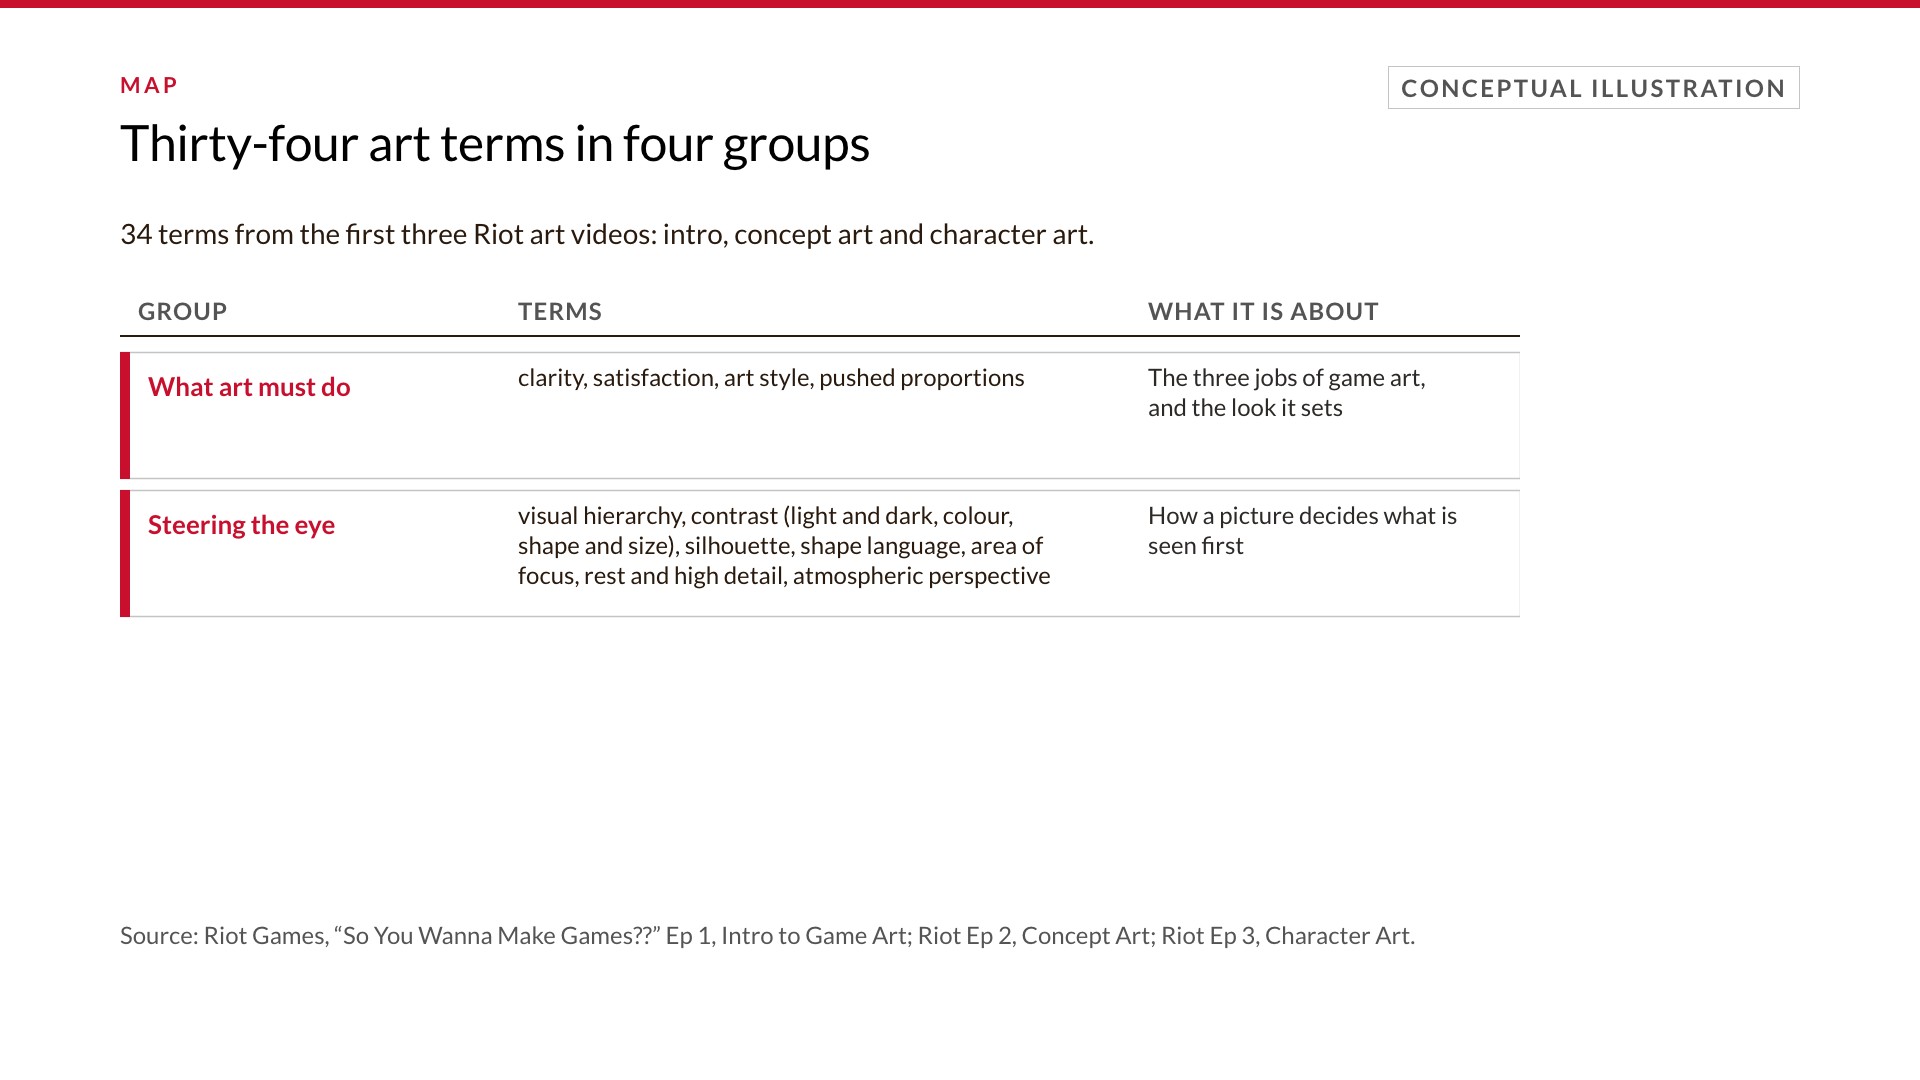 MAP
CONCEPTUAL ILLUSTRATION
Thirty-four art terms in four groups
34 terms from the first three Riot art videos: intro, concept art and character art.
GROUP TERMS WHAT IT IS ABOUT
What art must do
clarity, satisfaction, art style, pushed proportions
The three jobs of game art,
and the look it sets
Steering the eye
visual hierarchy, contrast (light and dark, colour,
shape and size), silhouette, shape language, area of
focus, rest and high detail, atmospheric perspective
How a picture decides what is
seen first
Source: Riot Games, “So You Wanna Make Games??” Ep 1, Intro to Game Art; Riot Ep 2, Concept Art; Riot Ep 3, Character Art.